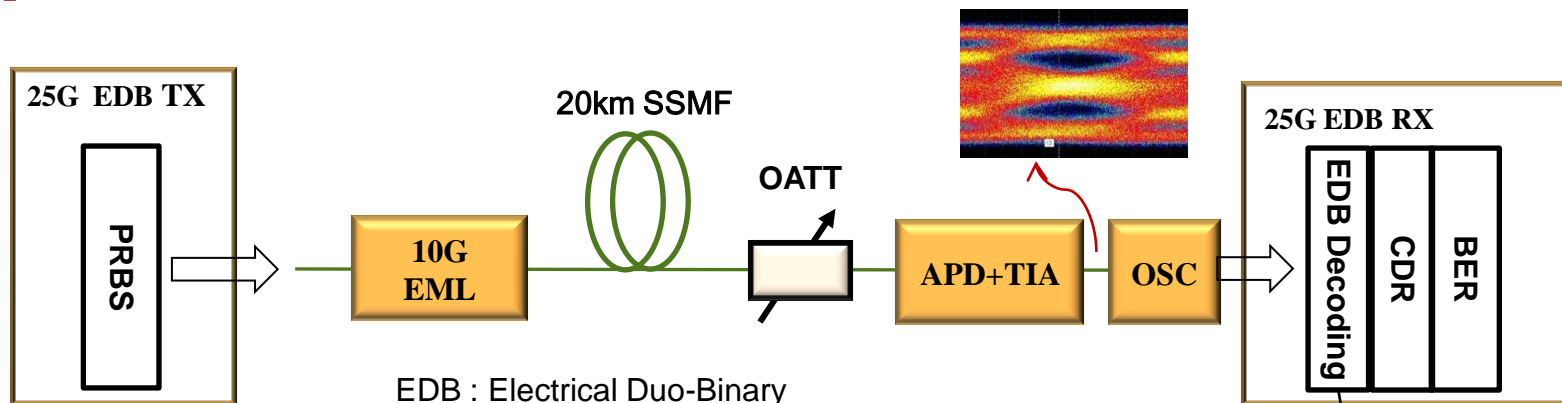 25G EDB TX
PRBS
10G
EML
20km SSMF
OATT
APD+TIA
OSC
25G EDB RX
EDB Decoding
CDR
BER
EDB : Electrical Duo-Binary